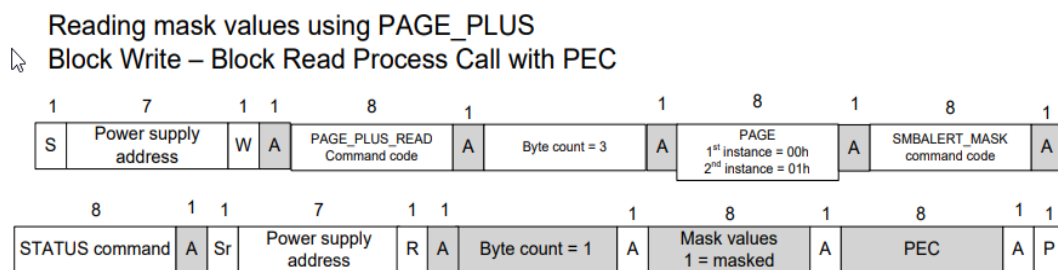 Reading mask values using PAGE_PLUS
Block Write – Block Read Process Call with PEC
1 7 1 1 8 1 1 8 1 8 1
S Power supply address W A PAGE_PLUS_READ Command code A Byte count = 3 A PAGE 1st instance = 00h 2nd instance = 01h A SMBALERT_MASK command code A
8 1 1 7 1 1 1 8 1 8 1 1
STATUS command A Sr Power supply address R A Byte count = 1 A Mask values 1 = masked A PEC A P